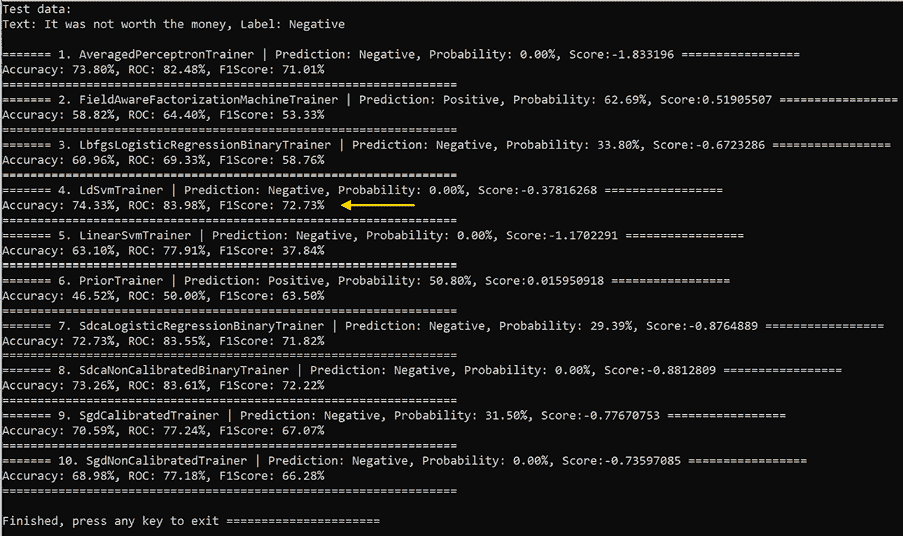 Test data:
Text: It was not worth the money, Label: Negative
======= 1. AveragedPerceptronTrainer | Prediction: Negative, Probability: 0.00%, Score:-1.833196 =================
Accuracy: 73.80%, ROC: 82.48%, F1Score: 71.01%
=================================================================
======= 2. FieldAwareFactorizationMachineTrainer | Prediction: Positive, Probability: 62.69%, Score:0.51905507 =================
Accuracy: 58.82%, ROC: 64.40%, F1Score: 53.33%
=================================================================
======= 3. LbfgsLogisticRegressionBinaryTrainer | Prediction: Negative, Probability: 33.80%, Score:-0.6723286 =================
Accuracy: 60.96%, ROC: 69.33%, F1Score: 58.76%
=================================================================
======= 4. LdSvmTrainer | Prediction: Negative, Probability: 0.00%, Score:-0.37816268 =================
Accuracy: 74.33%, ROC: 83.98%, F1Score: 72.73%
=================================================================
======= 5. LinearSvmTrainer | Prediction: Negative, Probability: 0.00%, Score:-1.1702291 =================
Accuracy: 63.10%, ROC: 77.91%, F1Score: 37.84%
=================================================================
======= 6. PriorTrainer | Prediction: Positive, Probability: 50.80%, Score:0.015950918 =================
Accuracy: 46.52%, ROC: 50.00%, F1Score: 63.50%
=================================================================
======= 7. SdcaLogisticRegressionBinaryTrainer | Prediction: Negative, Probability: 29.39%, Score:-0.8764889 =================
Accuracy: 72.73%, ROC: 83.55%, F1Score: 71.82%
=================================================================
======= 8. SdcaNonCalibratedBinaryTrainer | Prediction: Negative, Probability: 0.00%, Score:-0.8812809 =================
Accuracy: 73.26%, ROC: 83.61%, F1Score: 72.22%
=================================================================
======= 9. SgdCalibratedTrainer | Prediction: Negative, Probability: 31.50%, Score:-0.77670753 =================
Accuracy: 70.59%, ROC: 77.24%, F1Score: 67.07%
=================================================================
======= 10. SgdNonCalibratedTrainer | Prediction: Negative, Probability: 0.00%, Score:-0.73597085 =================
Accuracy: 68.98%, ROC: 77.18%, F1Score: 66.28%
=================================================================
Finished, press any key to exit ======================